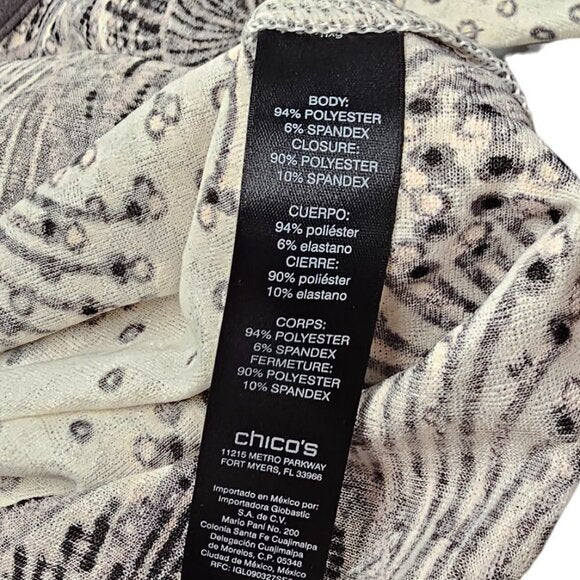 BODY:
94% POLYESTER
6% SPANDEX
CLOSURE:
90% POLYESTER
10% SPANDEX
CUERPO:
94% poliéster
6% elastano
CIERRE:
90% poliéster
10% elastano
CORPS:
94% POLYESTER
6% SPANDEX
FERMETURE:
90% POLYESTER
10% SPANDEX
chico's
11215 METRO PARKWAY
FORT MYERS, FL 33966
Importado en México por:
Importadora Globastic
S.A. de C.V.
Mario Pani No. 200
Colonia Santa Fe Cuajimalpa
Delegación Cuajimalpa
de Morelos, C.P. 05348
Ciudad de México, México